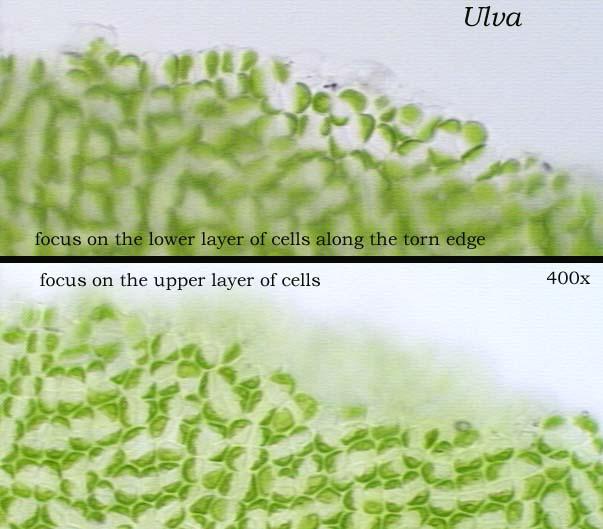 Ulva
focus on the lower layer of cells along the torn edge
focus on the upper layer of cells
400x